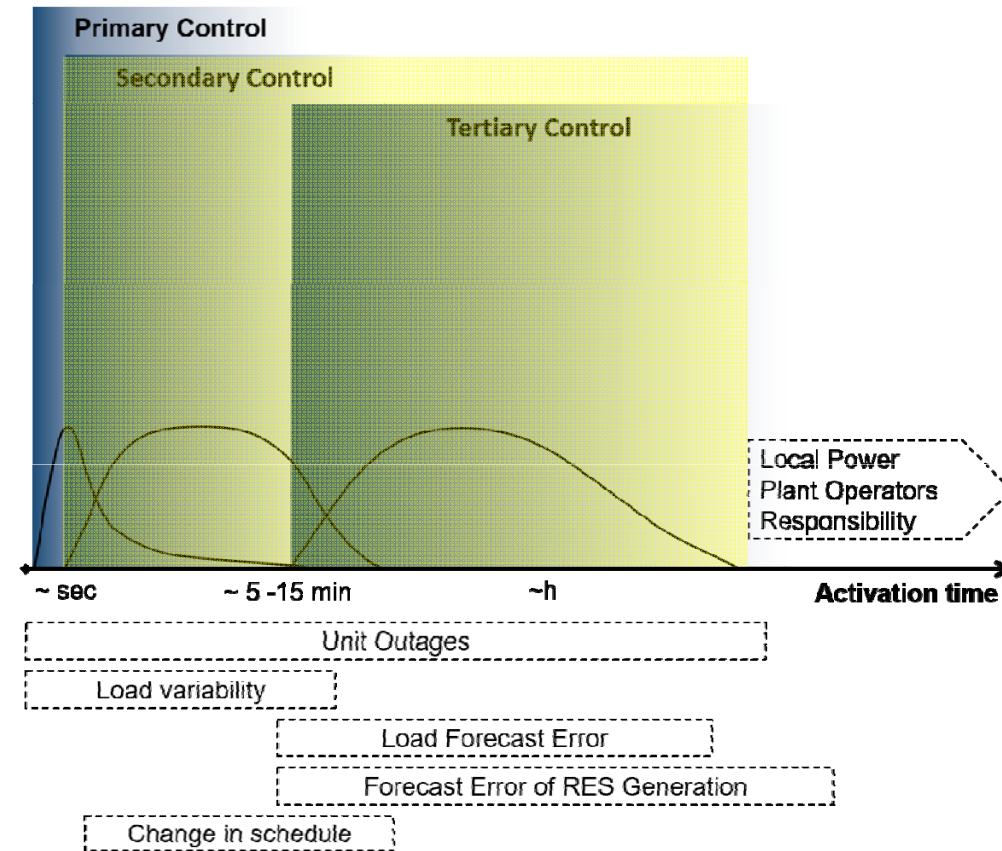 Primary Control
Secondary Control
Tertiary Control
Local Power
Plant Operators
Responsibility
~ sec
~ 5 -15 min
~h
Activation time
Unit Outages
Load variability
Load Forecast Error
Forecast Error of RES Generation
Change in schedule